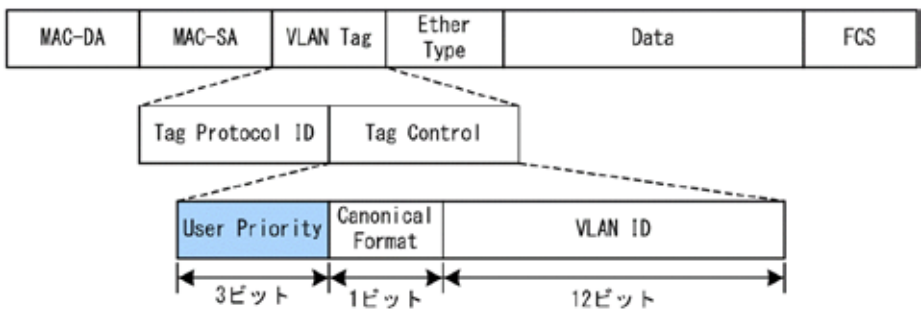 MAC-DA MAC-SA VLAN Tag Ether Type Data FCS
Tag Protocol ID Tag Control
User Priority Canonical Format VLAN ID
3ビット 1ビット 12ビット